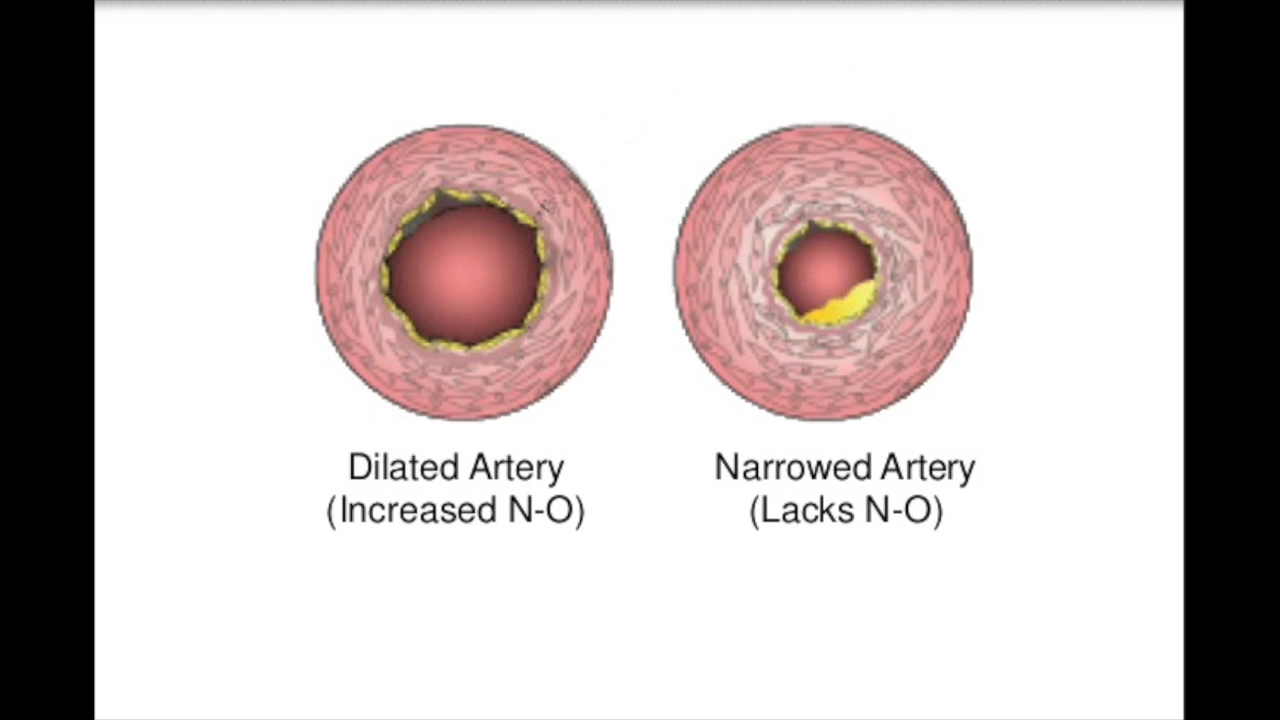 Dilated Artery
(Increased N-O)
Narrowed Artery
(Lacks N-O)